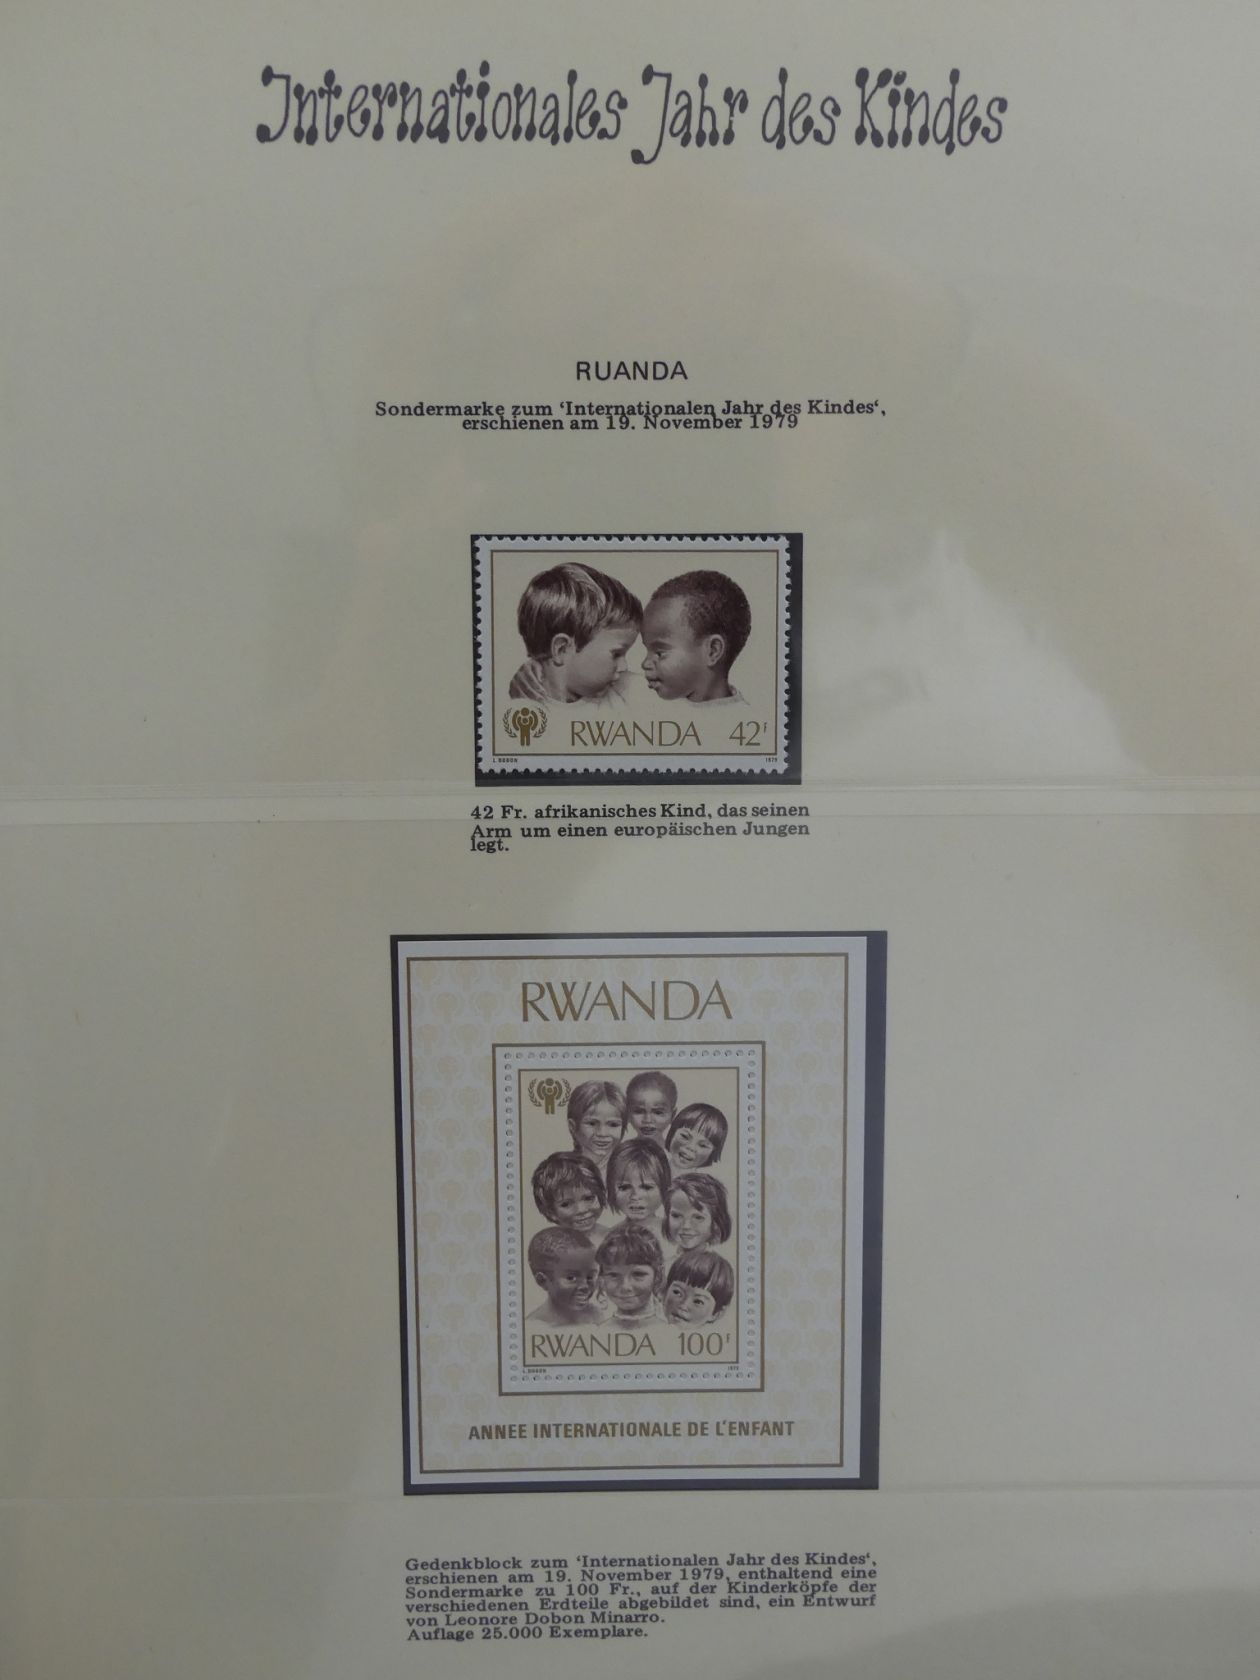 Internationales Jahr des Kindes
RUANDA
Sondermarke zum ‘Internationalen Jahr des Kindes‘,
erschienen am 19. November 1979
RWANDA 42F
L. DOBON 1979
42 Fr. afrikanisches Kind, das seinen
Arm um einen europäischen Jungen
legt.
RWANDA
RWANDA 100F
L. DOBON 1979
ANNEE INTERNATIONALE DE L'ENFANT
Gedenkblock zum ‘Internationalen Jahr des Kindes‘,
erschienen am 19. November 1979, enthaltend eine
Sondermarke zu 100 Fr., auf der Kinderköpfe der
verschiedenen Erdteile abgebildet sind, ein Entwurf
von Leonore Dobon Minarro.
Auflage 25.000 Exemplare.